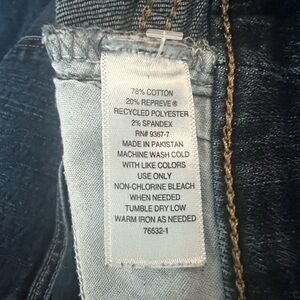 78% COTTON
20% REPREVE®
RECYCLED POLYESTER
2% SPANDEX
RN# 9367-7
MADE IN PAKISTAN
MACHINE WASH COLD
WITH LIKE COLORS
USE ONLY
NON-CHLORINE BLEACH
WHEN NEEDED
TUMBLE DRY LOW
WARM IRON AS NEEDED
76532-1